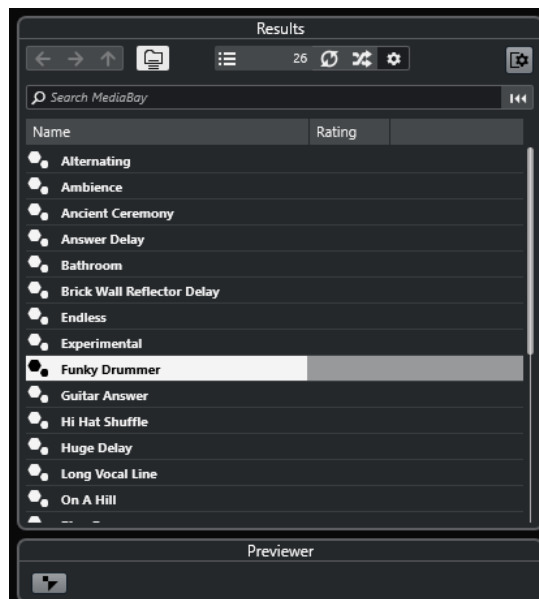 Results
26
Search MediaBay
Name Rating
Alternating
Ambience
Ancient Ceremony
Answer Delay
Bathroom
Brick Wall Reflector Delay
Endless
Experimental
Funky Drummer
Guitar Answer
Hi Hat Shuffle
Huge Delay
Long Vocal Line
On A Hill
Previewer